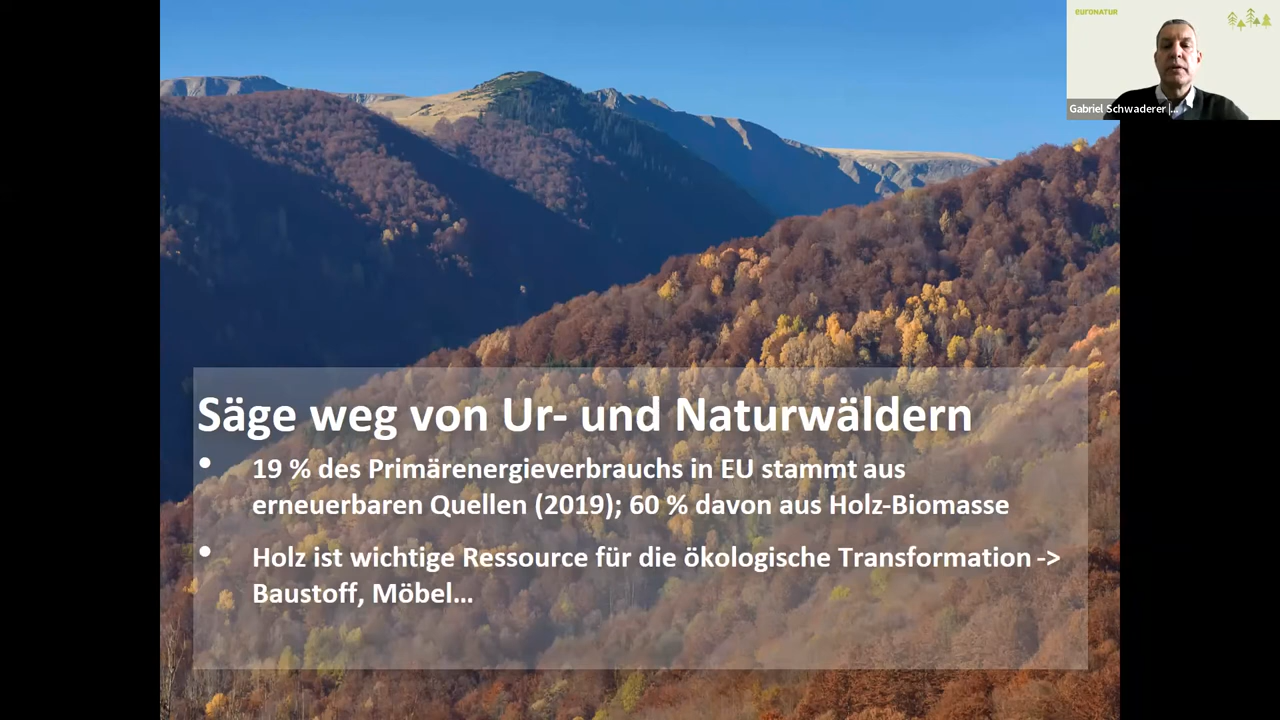 euronatur
Gabriel Schwaderer |...
Säge weg von Ur- und Naturwäldern
• 19 % des Primärenergieverbrauchs in EU stammt aus
erneuerbaren Quellen (2019); 60 % davon aus Holz-Biomasse
• Holz ist wichtige Ressource für die ökologische Transformation ->
Baustoff, Möbel...